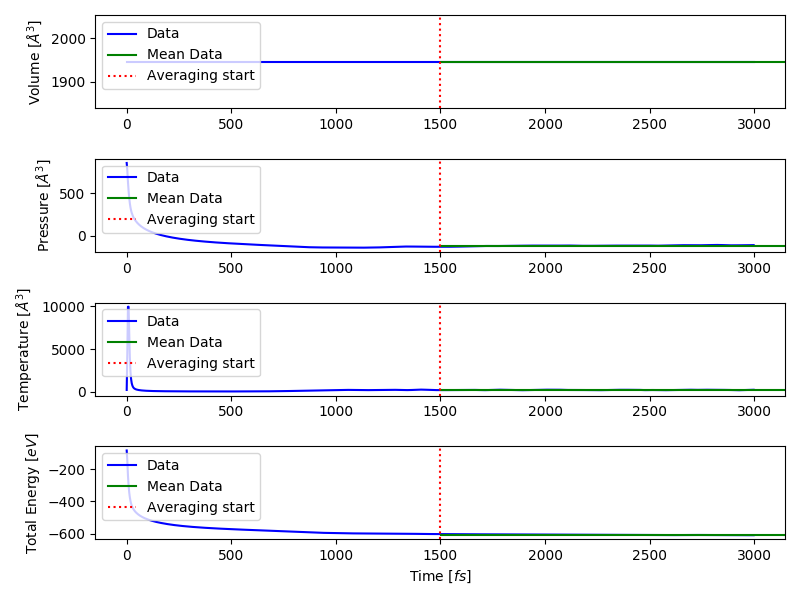 Volume [Å³]
2000
1900
Data
Mean Data
Averaging start
0 500 1000 1500 2000 2500 3000
Pressure [Å³]
500
0
Data
Mean Data
Averaging start
0 500 1000 1500 2000 2500 3000
Temperature [Å³]
10000
5000
0
Data
Mean Data
Averaging start
0 500 1000 1500 2000 2500 3000
Total Energy [eV]
−200
−400
−600
Data
Mean Data
Averaging start
0 500 1000 1500 2000 2500 3000
Time [fs]